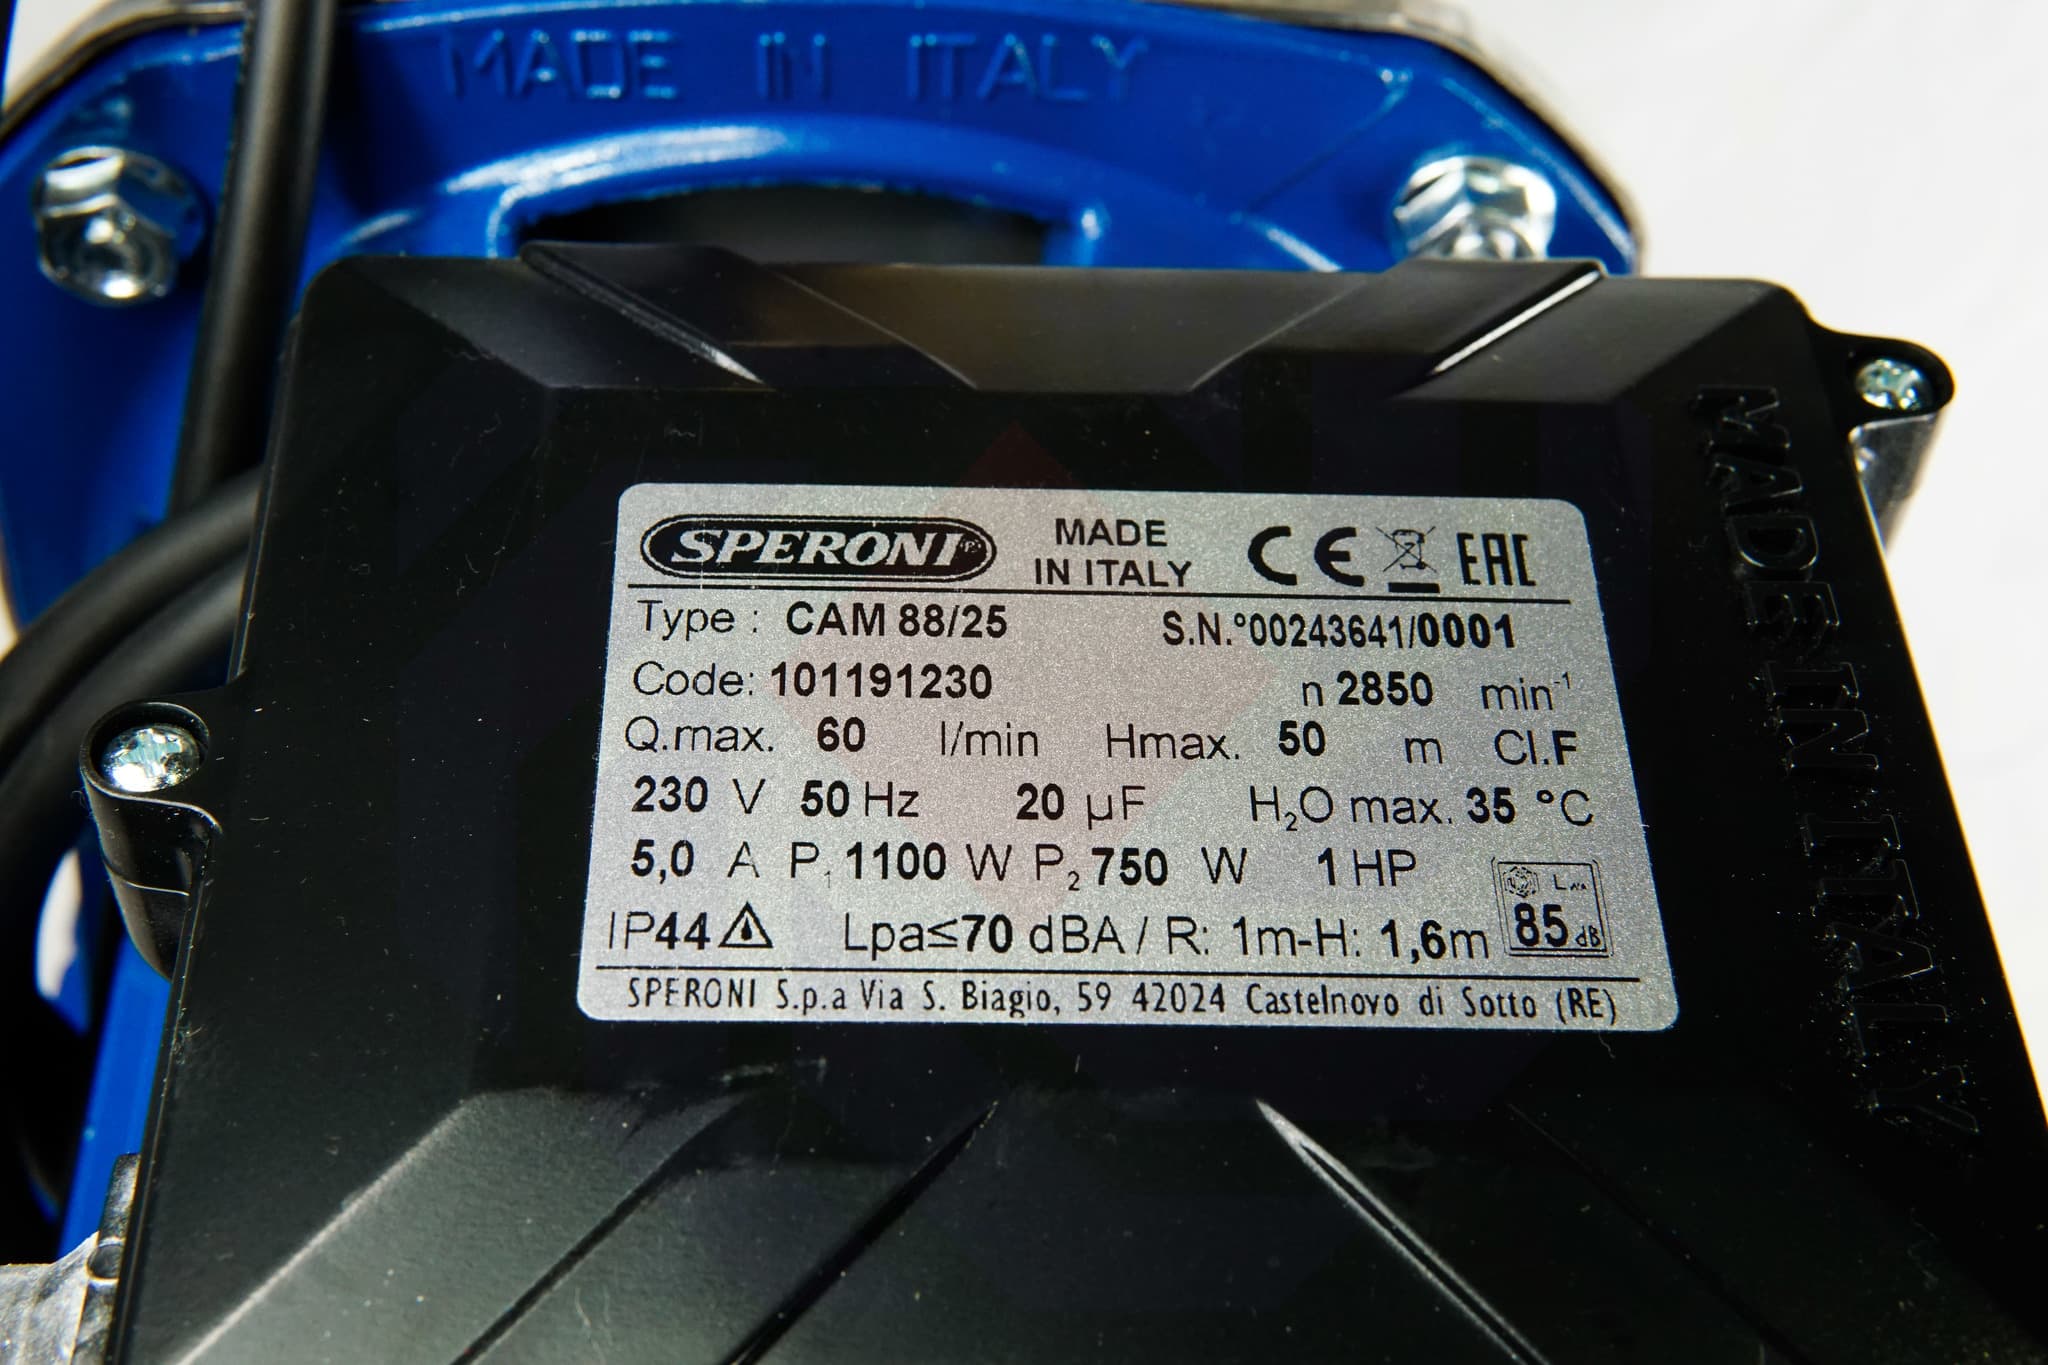 MADE IN ITALY
SPERONI
MADE
IN ITALY
CE
EAC
Type : CAM 88/25 S.N.°00243641/0001
Code: 101191230 n 2850 min⁻¹
Q.max. 60 l/min Hmax. 50 m Cl.F
230 V 50 Hz 20 µF H₂O max. 35 °C
5,0 A P₁ 1100 W P₂ 750 W 1 HP
IP44 Lpa≤70 dBA / R: 1m-H: 1,6m
85 dB
SPERONI S.p.a Via S. Biagio, 59 42024 Castelnovo di Sotto (RE)
MADE IN ITALY